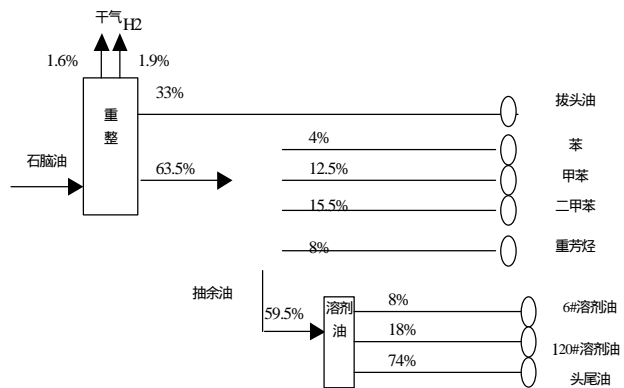 干气
H2
1.6%
1.9%
33%
拔头油
重
整
4%
苯
石脑油
63.5%
12.5%
甲苯
15.5%
二甲苯
8%
重芳烃
抽余油
59.5%
溶剂
油
8%
6#溶剂油
18%
120#溶剂油
74%
头尾油